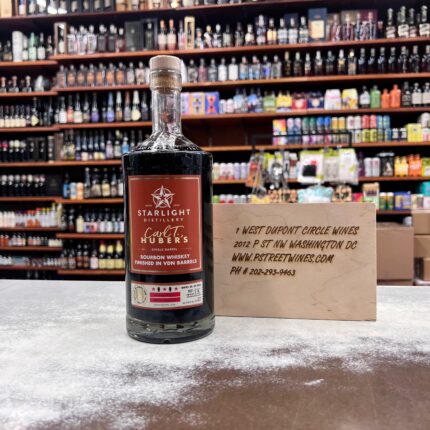 STARLIGHT
DISTILLERY
Carl T.
HUBER'S
SINGLE BARREL
BOURBON WHISKEY
FINISHED IN VDN BARRELS
1 WEST DUPONT CIRCLE WINES
2012 P ST NW WASHINGTON DC
WWW.PSTREETWINES.COM
PH # 202-293-9463